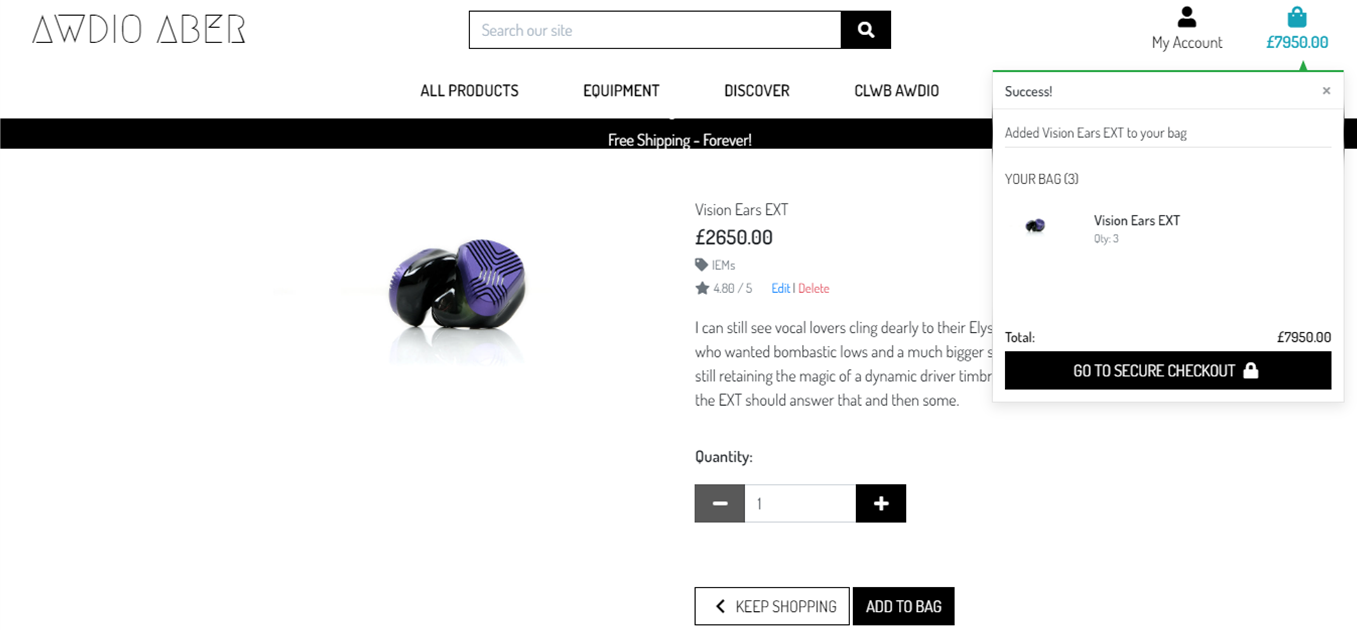 AWDIO ABER
Search our site
My Account
£7950.00
ALL PRODUCTS
EQUIPMENT
DISCOVER
CLWB AWDIO
Free Shipping - Forever!
Success!
×
Added Vision Ears EXT to your bag
YOUR BAG (3)
Vision Ears EXT
Qty: 3
Total:
£7950.00
GO TO SECURE CHECKOUT
Vision Ears EXT
£2650.00
IEMs
4.80 / 5 Edit | Delete
I can still see vocal lovers cling dearly to their Elys
who wanted bombastic lows and a much bigger s
still retaining the magic of a dynamic driver timbr
the EXT should answer that and then some.
Quantity:
1
KEEP SHOPPING
ADD TO BAG